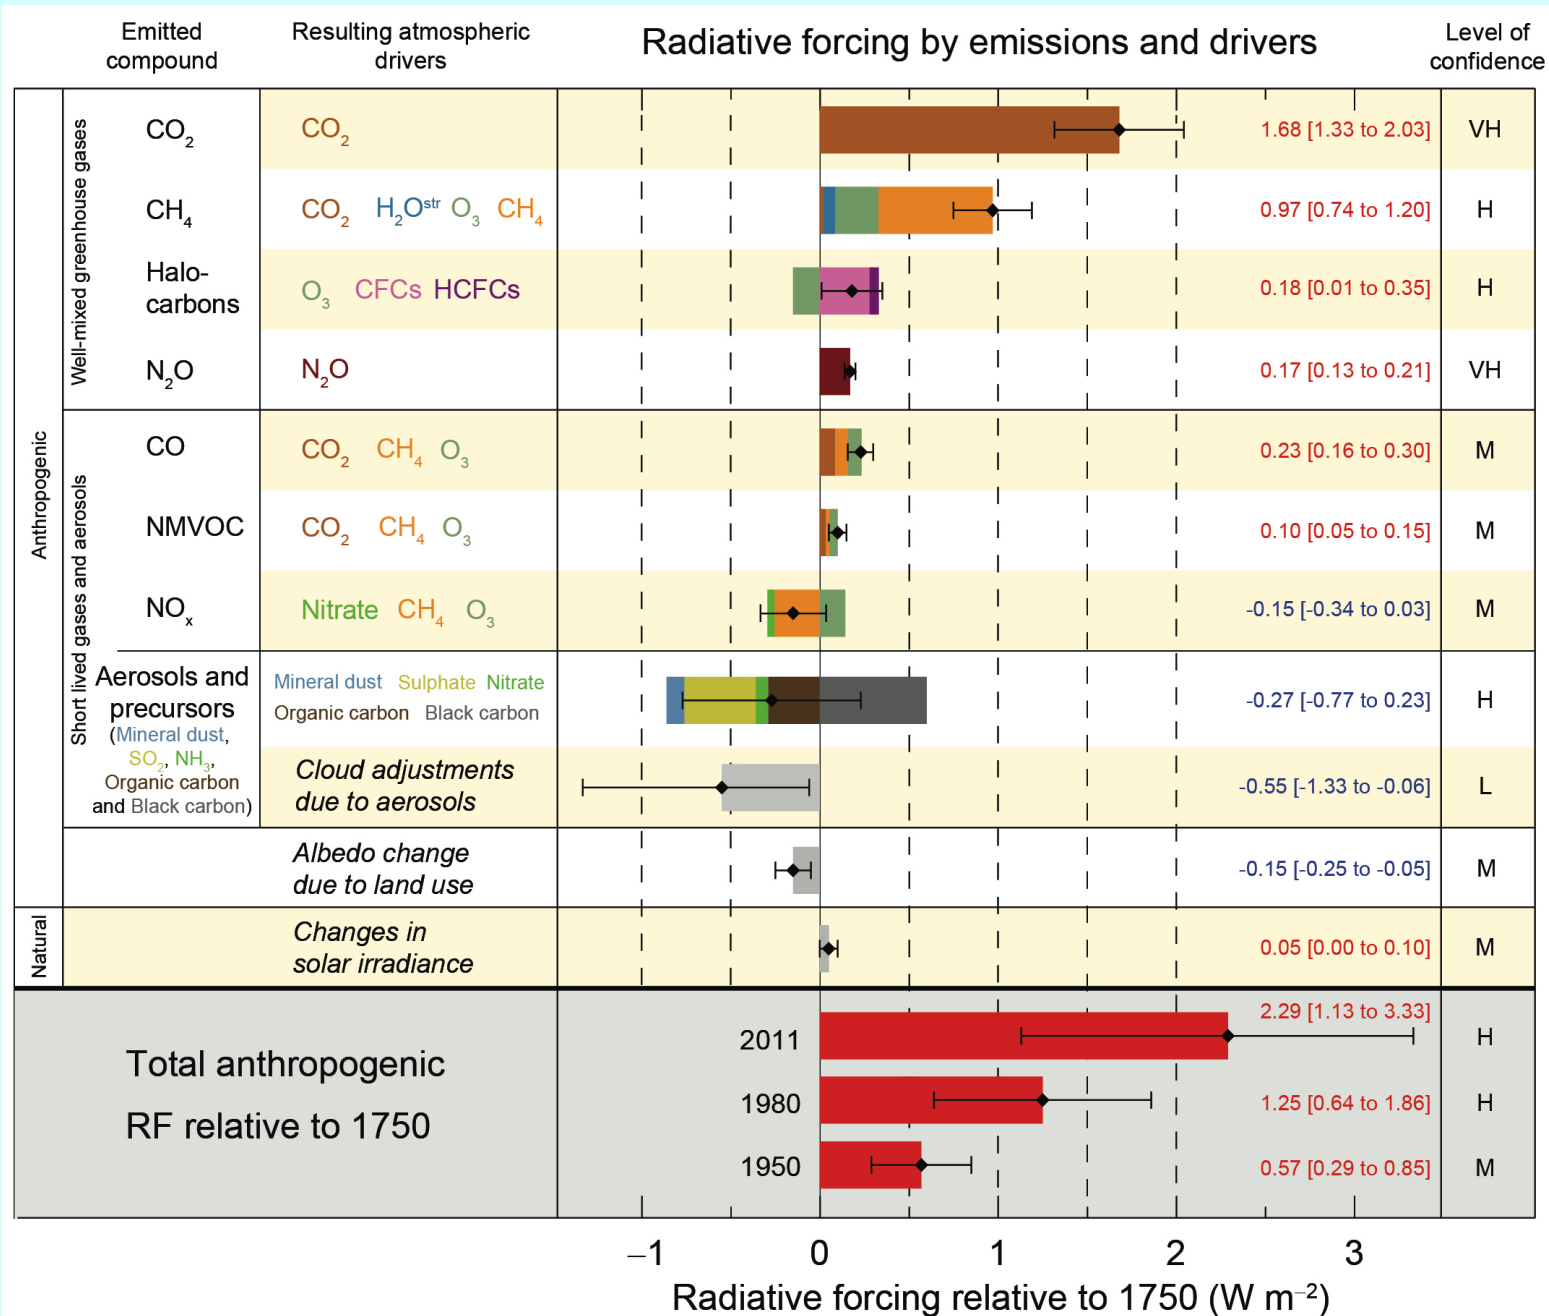 Emitted compound
Resulting atmospheric drivers
Radiative forcing by emissions and drivers
Level of confidence
Anthropogenic
Well-mixed greenhouse gases
CO₂
CO₂
1.68 [1.33 to 2.03]
VH
CH₄
CO₂ H₂Oˢᵗʳ O₃ CH₄
0.97 [0.74 to 1.20]
H
Halo-
carbons
O₃ CFCs HCFCs
0.18 [0.01 to 0.35]
H
N₂O
N₂O
0.17 [0.13 to 0.21]
VH
Short lived gases and aerosols
CO
CO₂ CH₄ O₃
0.23 [0.16 to 0.30]
M
NMVOC
CO₂ CH₄ O₃
0.10 [0.05 to 0.15]
M
NOₓ
Nitrate CH₄ O₃
-0.15 [-0.34 to 0.03]
M
Aerosols and
precursors
(Mineral dust,
SO₂, NH₃,
Organic carbon
and Black carbon)
Mineral dust Sulphate Nitrate
Organic carbon Black carbon
-0.27 [-0.77 to 0.23]
H
Cloud adjustments
due to aerosols
-0.55 [-1.33 to -0.06]
L
Albedo change
due to land use
-0.15 [-0.25 to -0.05]
M
Natural
Changes in
solar irradiance
0.05 [0.00 to 0.10]
M
Total anthropogenic
RF relative to 1750
2011
2.29 [1.13 to 3.33]
H
1980
1.25 [0.64 to 1.86]
H
1950
0.57 [0.29 to 0.85]
M
−1 0 1 2 3
Radiative forcing relative to 1750 (W m⁻²)